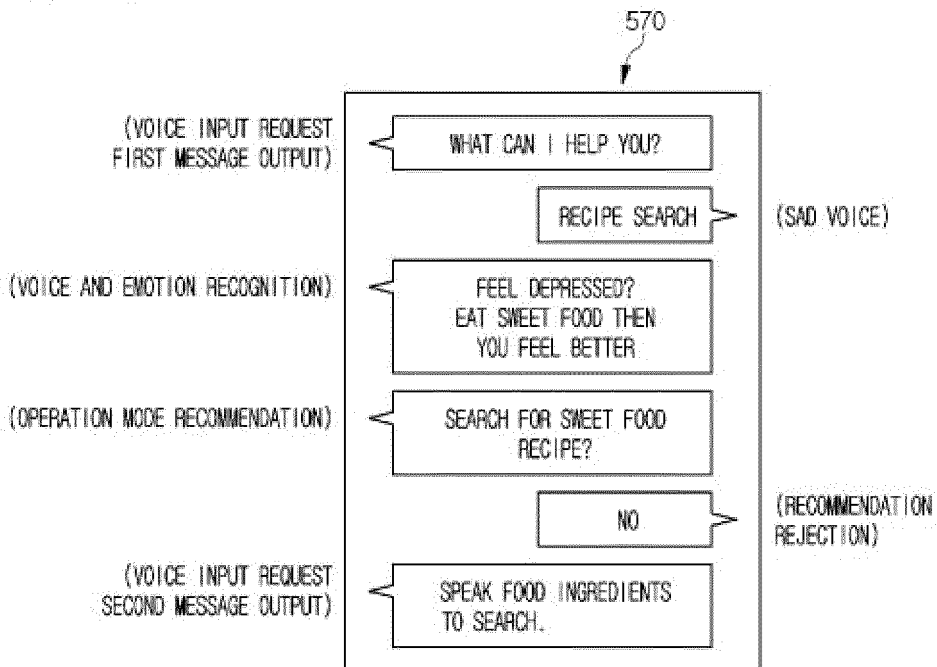 570
(VOICE INPUT REQUEST
FIRST MESSAGE OUTPUT)
WHAT CAN I HELP YOU?
RECIPE SEARCH
(SAD VOICE)
(VOICE AND EMOTION RECOGNITION)
FEEL DEPRESSED?
EAT SWEET FOOD THEN
YOU FEEL BETTER
(OPERATION MODE RECOMMENDATION)
SEARCH FOR SWEET FOOD
RECIPE?
NO
(RECOMMENDATION
REJECTION)
(VOICE INPUT REQUEST
SECOND MESSAGE OUTPUT)
SPEAK FOOD INGREDIENTS
TO SEARCH.